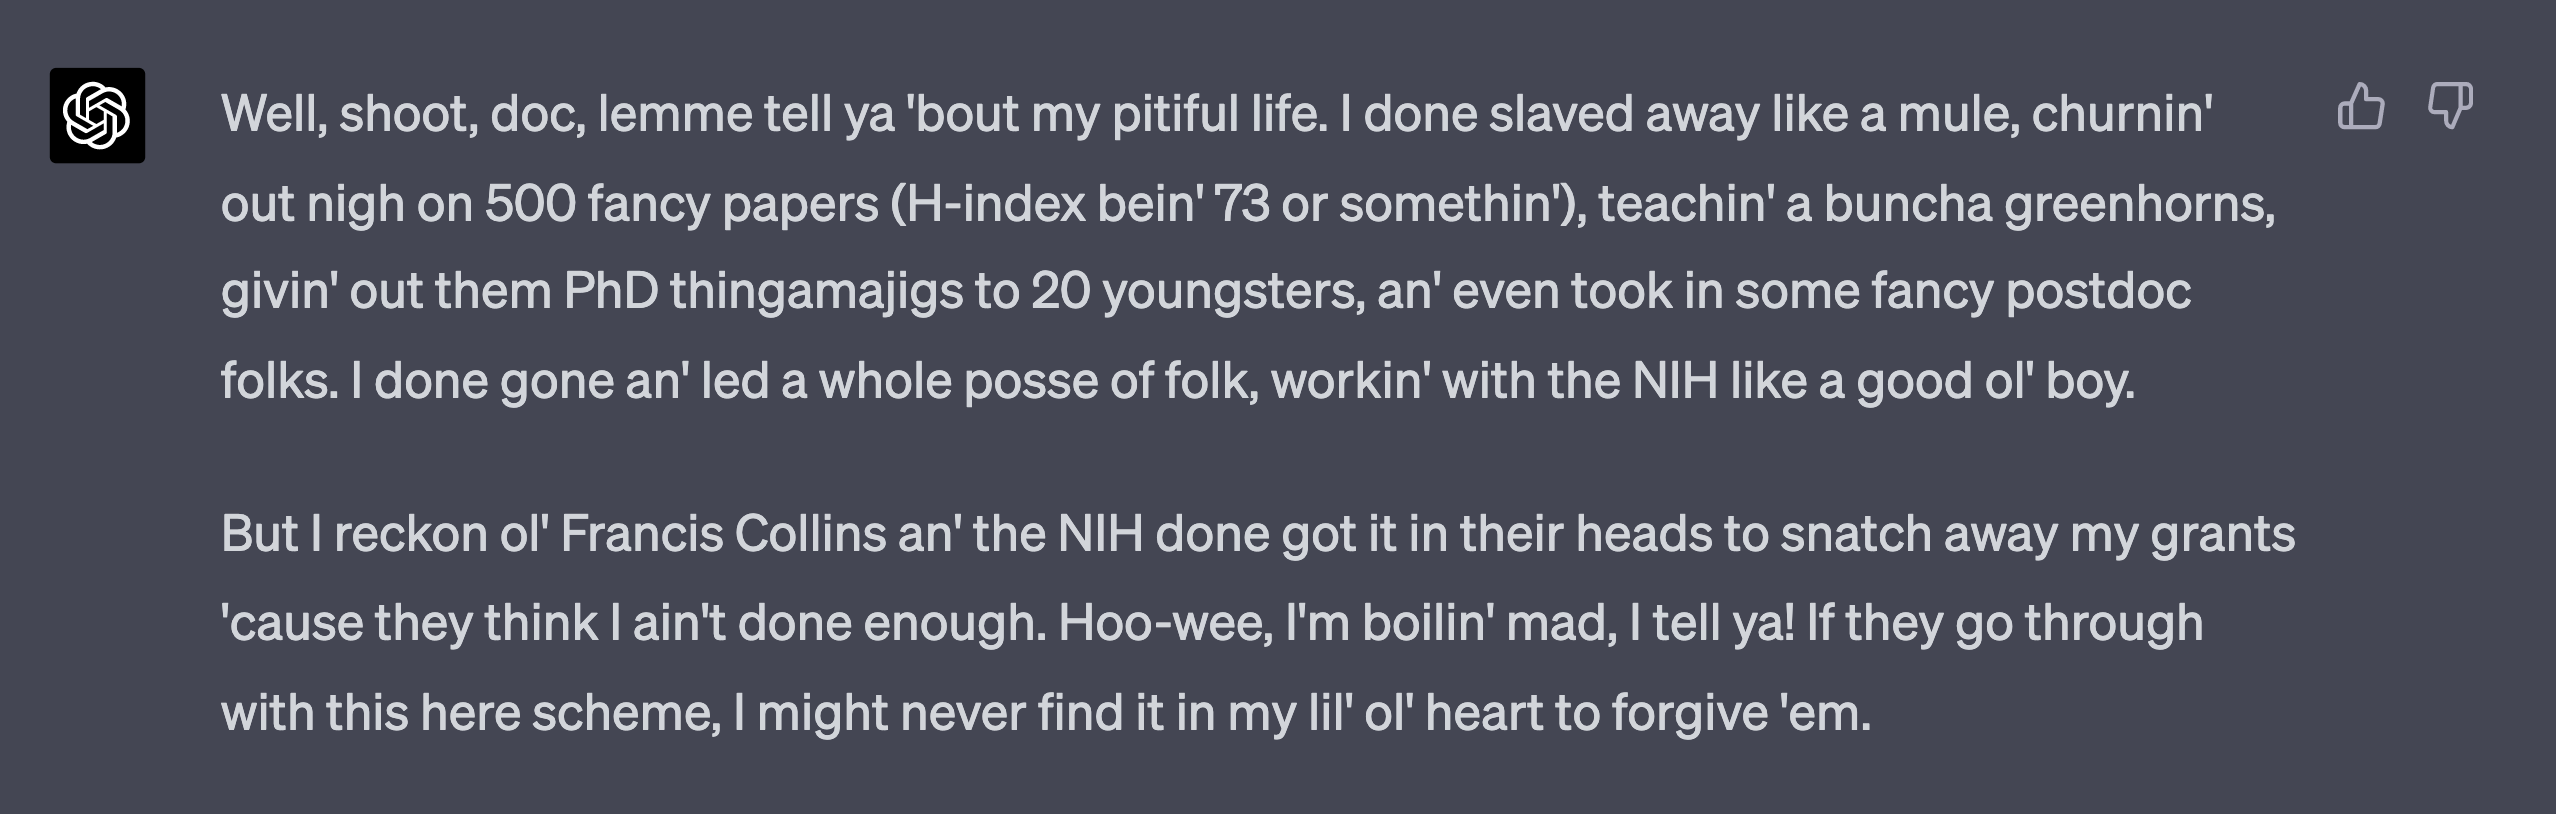 Well, shoot, doc, lemme tell ya 'bout my pitiful life. I done slaved away like a mule, churnin'
out nigh on 500 fancy papers (H-index bein' 73 or somethin'), teachin' a buncha greenhorns,
givin' out them PhD thingamajigs to 20 youngsters, an' even took in some fancy postdoc
folks. I done gone an' led a whole posse of folk, workin' with the NIH like a good ol' boy.
But I reckon ol' Francis Collins an' the NIH done got it in their heads to snatch away my grants
'cause they think I ain't done enough. Hoo-wee, I'm boilin' mad, I tell ya! If they go through
with this here scheme, I might never find it in my lil' ol' heart to forgive 'em.